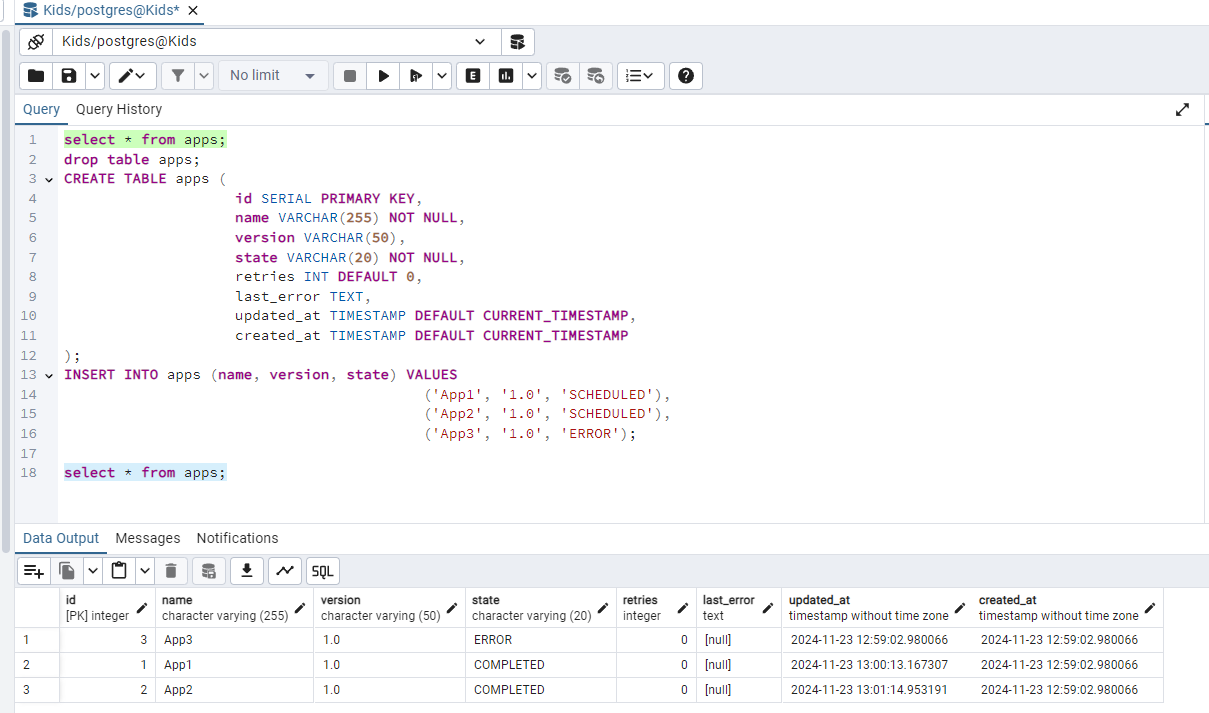 Kids/postgres@Kids*
Kids/postgres@Kids
No limit
E
Query Query History
1 select * from apps;
2 drop table apps;
3 CREATE TABLE apps (
4 id SERIAL PRIMARY KEY,
5 name VARCHAR(255) NOT NULL,
6 version VARCHAR(50),
7 state VARCHAR(20) NOT NULL,
8 retries INT DEFAULT 0,
9 last_error TEXT,
10 updated_at TIMESTAMP DEFAULT CURRENT_TIMESTAMP,
11 created_at TIMESTAMP DEFAULT CURRENT_TIMESTAMP
12 );
13 INSERT INTO apps (name, version, state) VALUES
14 ('App1', '1.0', 'SCHEDULED'),
15 ('App2', '1.0', 'SCHEDULED'),
16 ('App3', '1.0', 'ERROR');
17
18 select * from apps;
Data Output Messages Notifications
SQL
id name version state retries last_error updated_at created_at
[PK] integer character varying (255) character varying (50) character varying (20) integer text timestamp without time zone timestamp without time zone
1 3 App3 1.0 ERROR 0 [null] 2024-11-23 12:59:02.980066 2024-11-23 12:59:02.980066
2 1 App1 1.0 COMPLETED 0 [null] 2024-11-23 13:00:13.167307 2024-11-23 12:59:02.980066
3 2 App2 1.0 COMPLETED 0 [null] 2024-11-23 13:01:14.953191 2024-11-23 12:59:02.980066